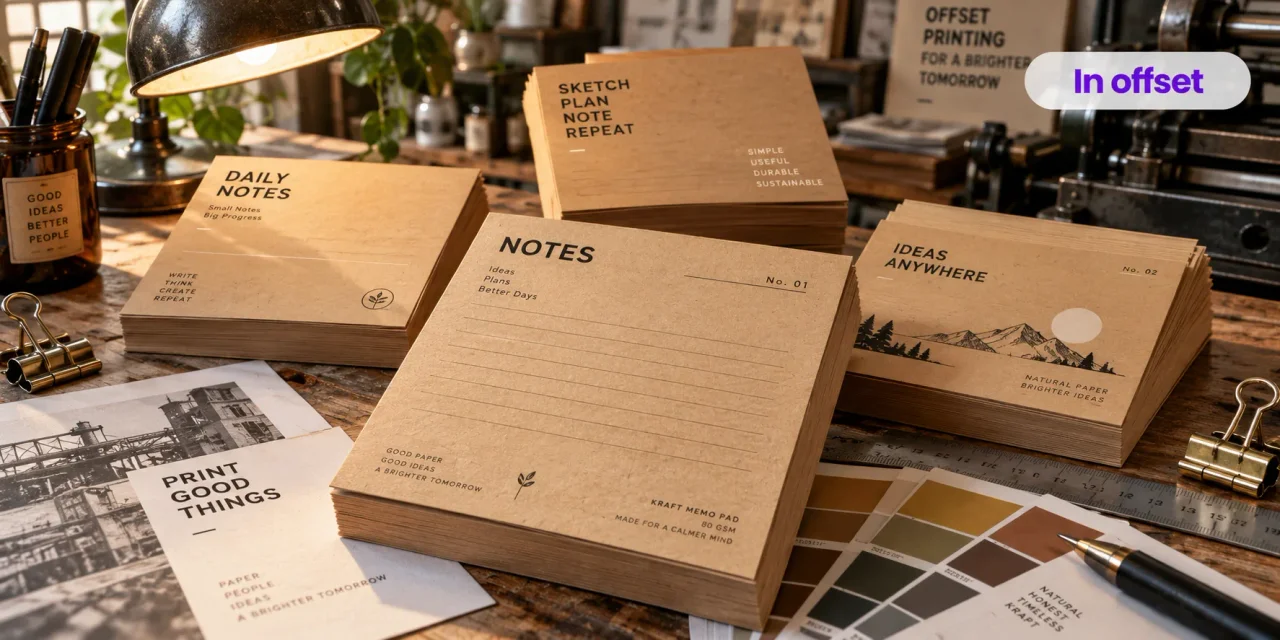 OFFSET
PRINTING
FOR A BRIGHTER
TOMORROW
In offset
SKETCH
PLAN
NOTE
REPEAT
SIMPLE
USEFUL
DURABLE
SUSTAINABLE
GOOD
IDEAS
BETTER
PEOPLE
DAILY
NOTES
Small Notes
Big Progress
WRITE
THINK
CREATE
REPEAT
NOTES
Ideas
Plans
Better Days
No. 01
GOOD PAPER
GOOD IDEAS
A BRIGHTER TOMORROW
KRAFT MEMO PAD
80 GSM
MADE FOR A CALMER MIND
IDEAS
ANYWHERE
No. 02
NATURAL PAPER
BRIGHTER IDEAS
PRINT
GOOD
THINGS
PAPER
PEOPLE
IDEAS
A BRIGHTER TOMORROW
NATURAL
HONEST
TIMELESS
KRAFT